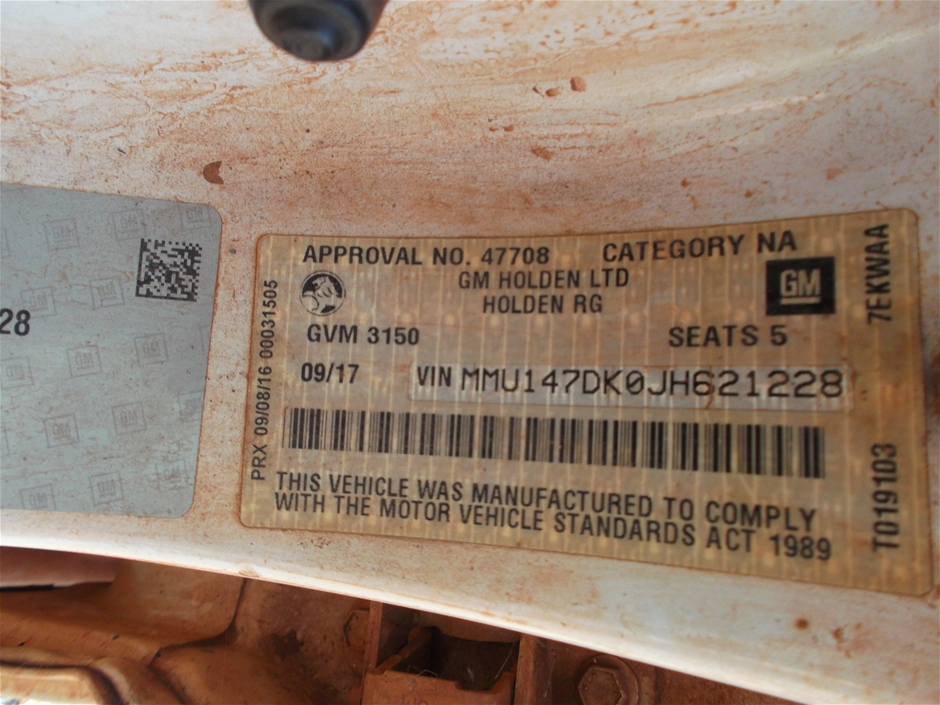 28
APPROVAL NO. 47708 CATEGORY NA
GM HOLDEN LTD
HOLDEN RG
GM
GVM 3150 SEATS 5
09/17 VIN MMU147DK0JH621228
THIS VEHICLE WAS MANUFACTURED TO COMPLY
WITH THE MOTOR VEHICLE STANDARDS ACT 1989
PRX 09/08/16 00031505
7EKWAA
T019103